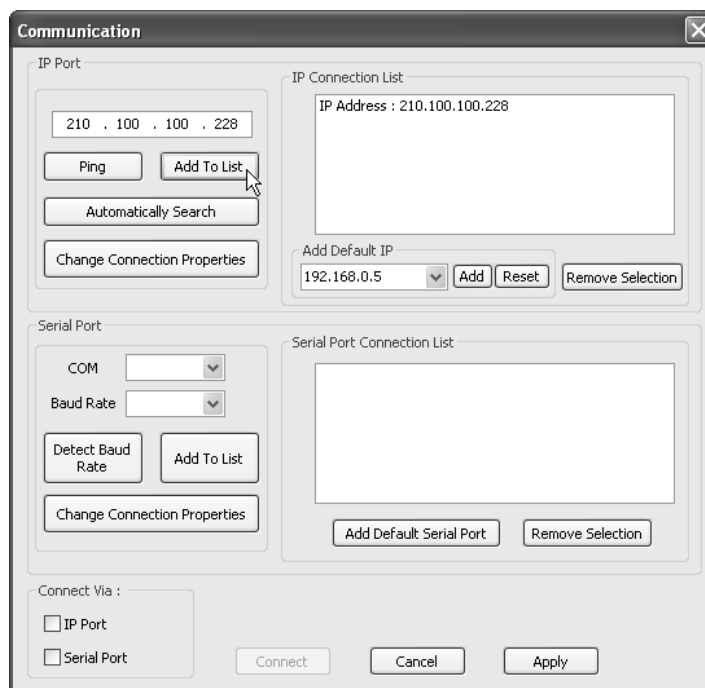 Communication
IP Port
210 . 100 . 100 . 228
Ping
Add To List
Automatically Search
Change Connection Properties
IP Connection List
IP Address : 210.100.100.228
Add Default IP
192.168.0.5
Add
Reset
Remove Selection
Serial Port
COM
Baud Rate
Detect Baud
Rate
Add To List
Change Connection Properties
Serial Port Connection List
Add Default Serial Port
Remove Selection
Connect Via :
IP Port
Serial Port
Connect
Cancel
Apply